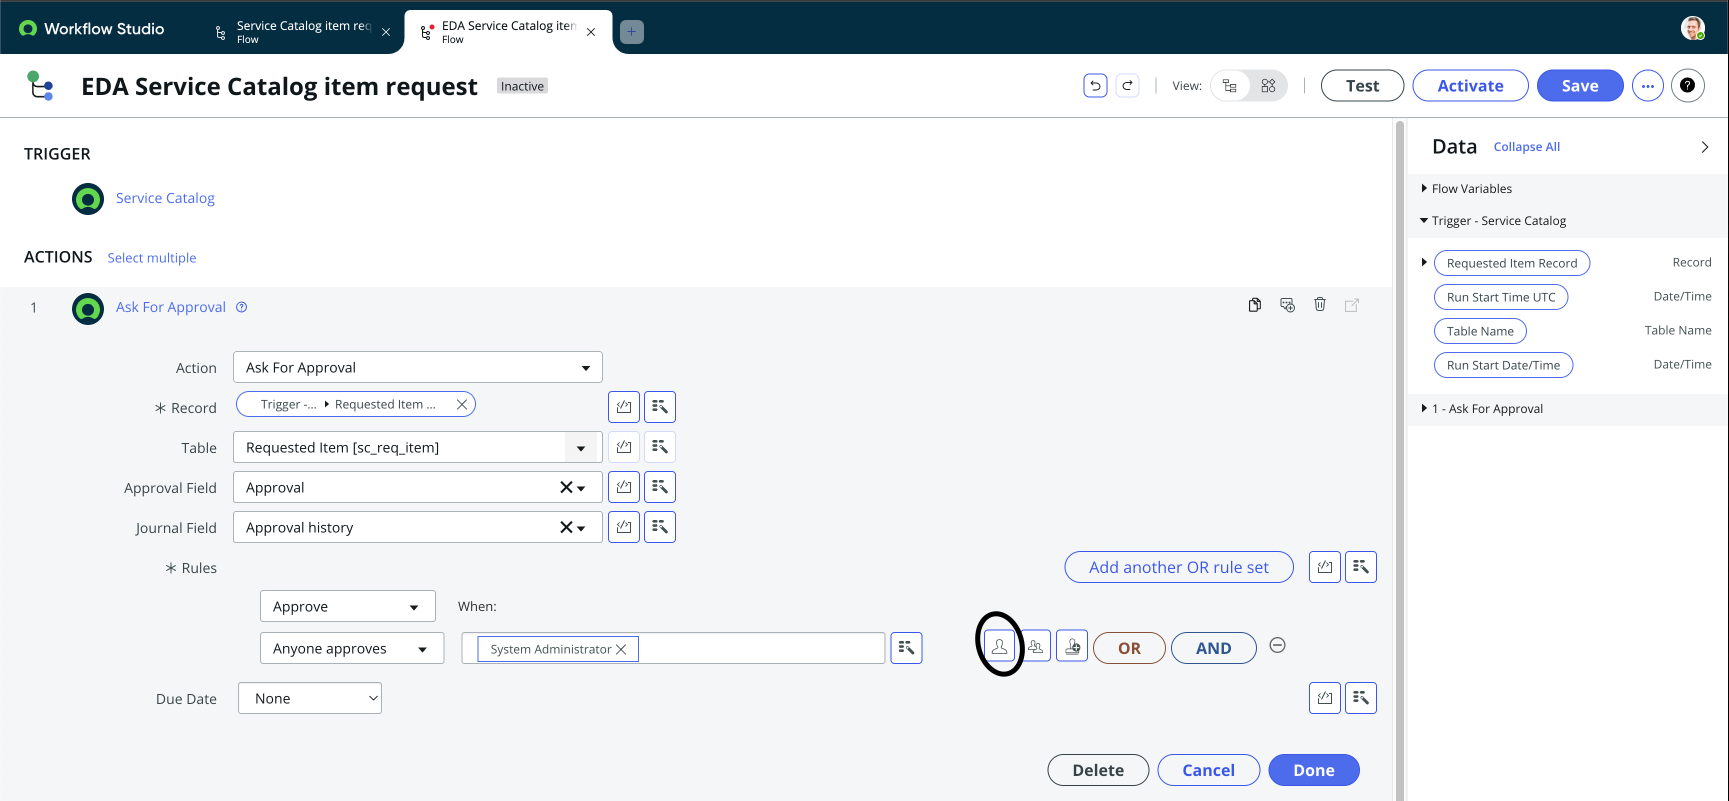 Workflow Studio
Service Catalog item req
Flow
EDA Service Catalog iten
Flow
EDA Service Catalog item request
Inactive
View:
Test
Activate
Save
TRIGGER
Service Catalog
ACTIONS
Select multiple
1
Ask For Approval
Action
Ask For Approval
* Record
Trigger -... ▸ Requested Item ...
Table
Requested Item [sc_req_item]
Approval Field
Approval
Journal Field
Approval history
* Rules
Add another OR rule set
Approve
When:
Anyone approves
System Administrator
OR
AND
Due Date
None
Delete
Cancel
Done
Data
Collapse All
Flow Variables
Trigger - Service Catalog
Requested Item Record
Record
Run Start Time UTC
Date/Time
Table Name
Table Name
Run Start Date/Time
Date/Time
1 - Ask For Approval